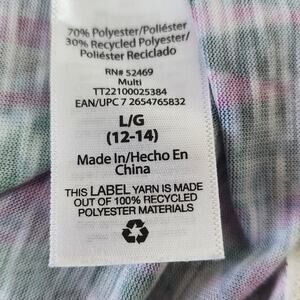 70% Polyester/Poliéster
30% Recycled Polyester/
Poliéster Reciclado
RN# 52469
Multi
TT22100025384
EAN/UPC 7 2654765832
L/G
(12-14)
Made In/Hecho En
China
THIS LABEL YARN IS MADE
OUT OF 100% RECYCLED
POLYESTER MATERIALS